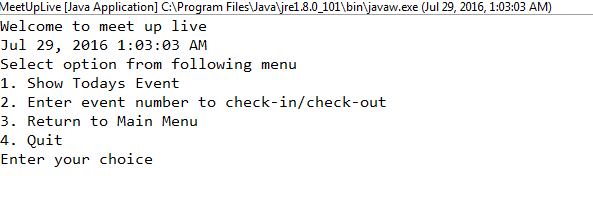 MeetUpLive [Java Application] C:\Program Files\Java\jre1.8.0_101\bin\javaw.exe (Jul 29, 2016, 1:03:03 AM)
Welcome to meet up live
Jul 29, 2016 1:03:03 AM
Select option from following menu
1. Show Todays Event
2. Enter event number to check-in/check-out
3. Return to Main Menu
4. Quit
Enter your choice